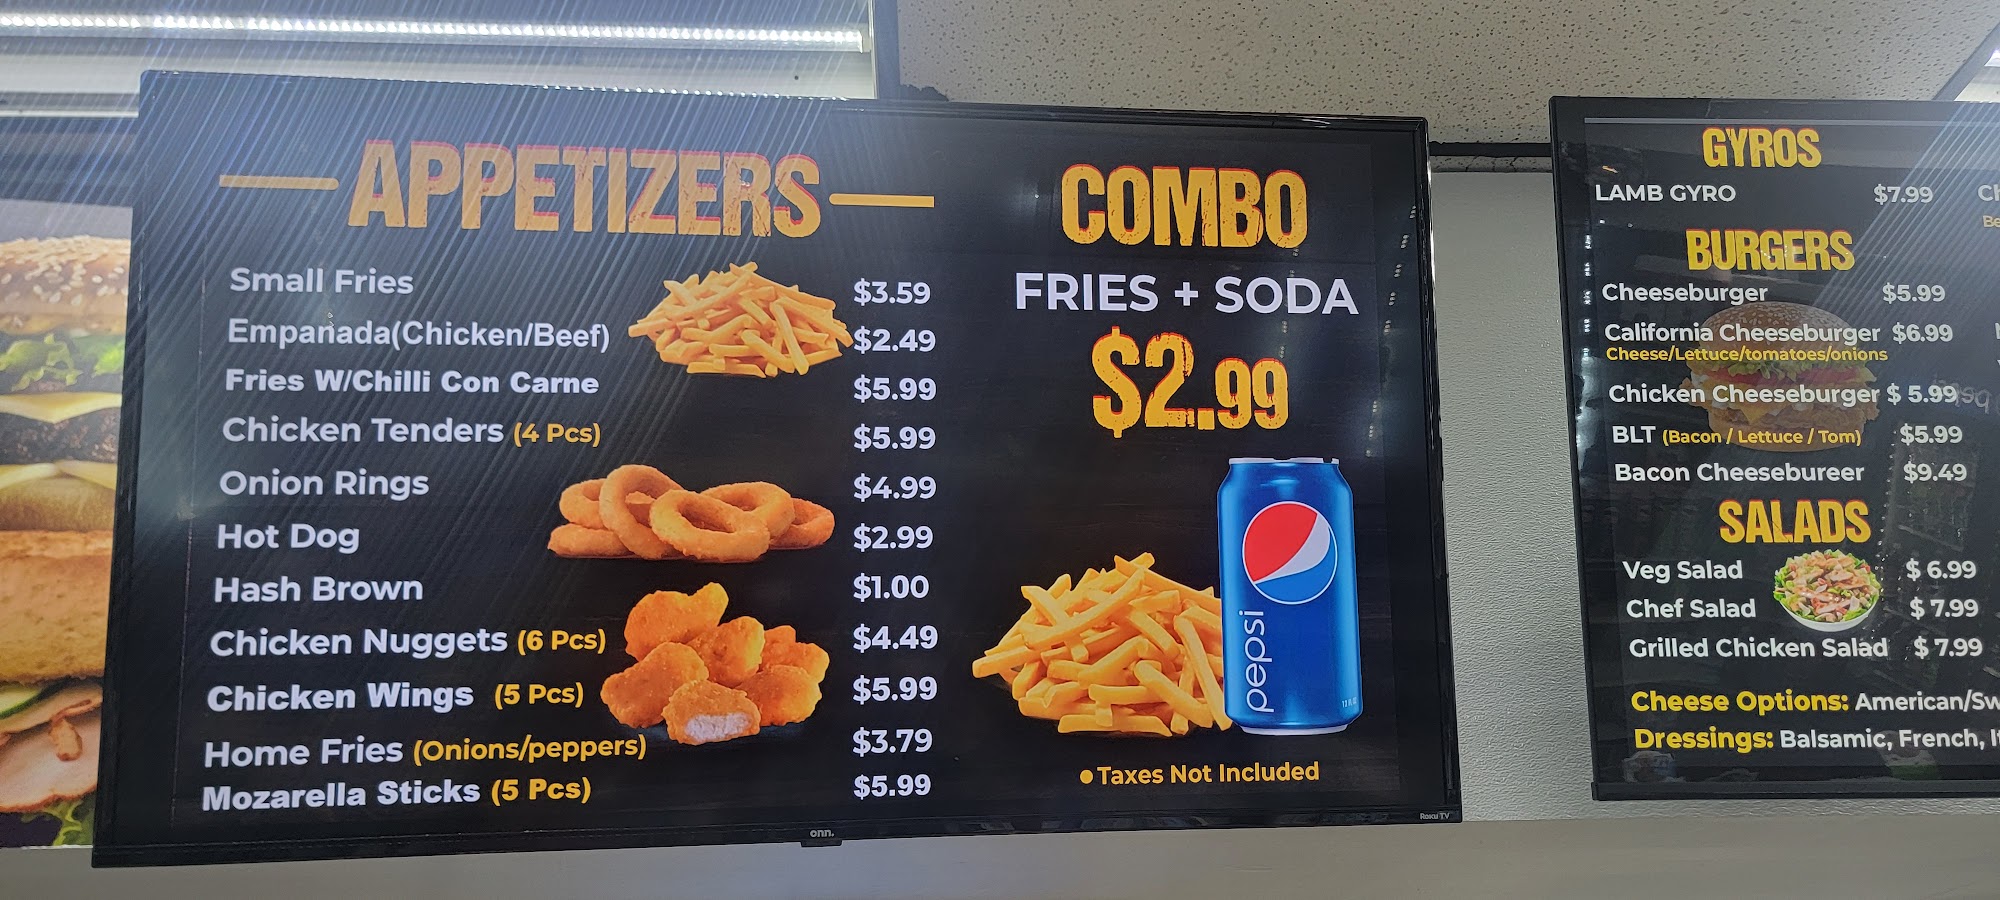 APPETIZERS
Small Fries $3.59
Empanada(Chicken/Beef) $2.49
Fries W/Chilli Con Carne $5.99
Chicken Tenders (4 Pcs) $5.99
Onion Rings $4.99
Hot Dog $2.99
Hash Brown $1.00
Chicken Nuggets (6 Pcs) $4.49
Chicken Wings (5 Pcs) $5.99
Home Fries (Onions/peppers) $3.79
Mozarella Sticks (5 Pcs) $5.99
COMBO
FRIES + SODA
$2.99
pepsi
Taxes Not Included
onn.
Roku TV
GYROS
LAMB GYRO $7.99
BURGERS
Cheeseburger $5.99
California Cheeseburger $6.99
Cheese/Lettuce/tomatoes/onions
Chicken Cheeseburger $ 5.99
BLT (Bacon / Lettuce / Tom) $5.99
Bacon Cheesebureer $9.49
SALADS
Veg Salad $ 6.99
Chef Salad $ 7.99
Grilled Chicken Salad $ 7.99
Cheese Options: American/Sw
Dressings: Balsamic, French,